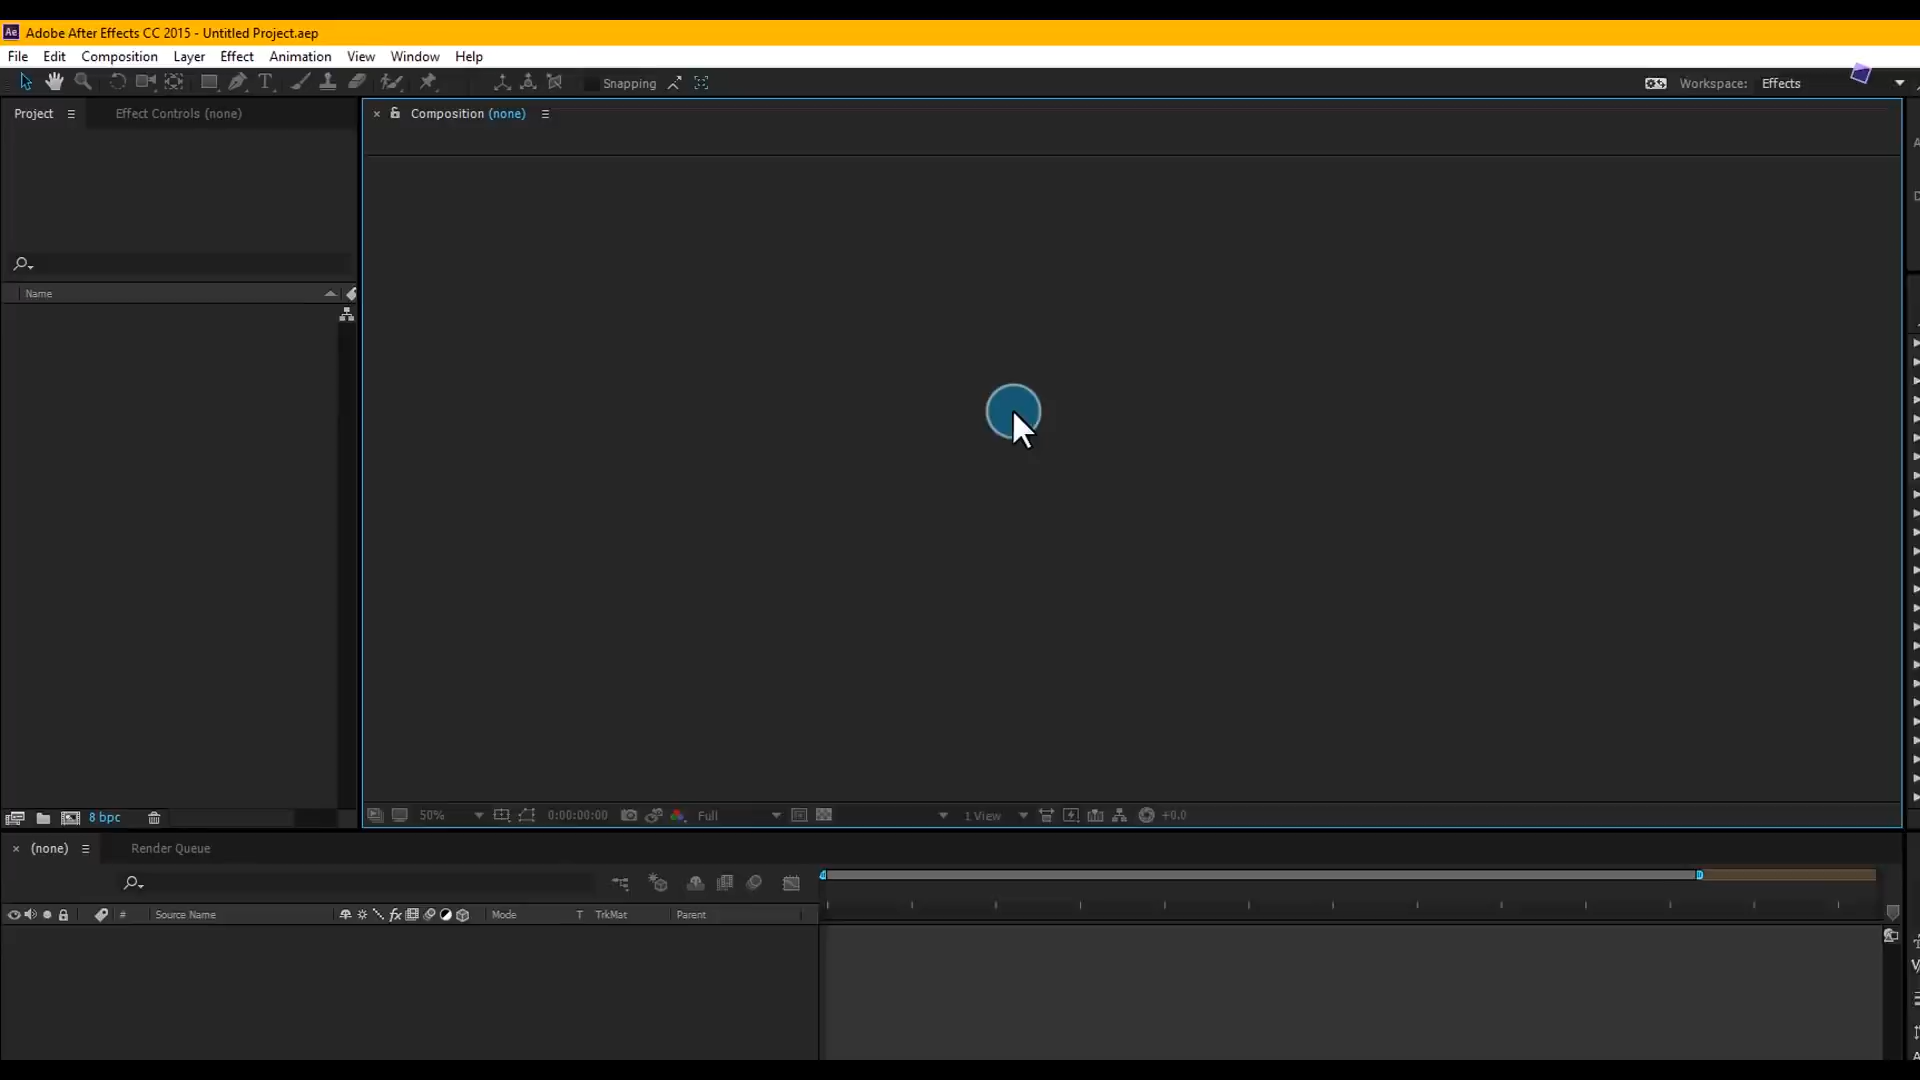 Ae Adobe After Effects CC 2015 - Untitled Project.aep
File Edit Composition Layer Effect Animation View Window Help
T Snapping Workspace: Effects
Project Effect Controls (none) × Composition (none)
Name
50% 0:00:00:00 Full 1 View +0.0
8 bpc
× (none) Render Queue
# Source Name fx Mode T TrkMat Parent